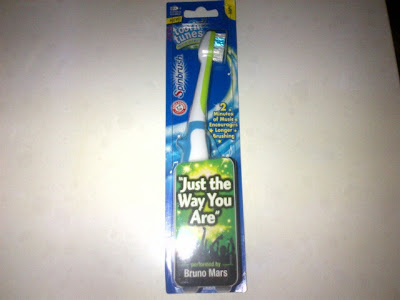 tooth
tunes
Spinbrush
2
Minutes
of Music
Encourages
Longer
Brushing
"Just the
Way You
Are"
performed by
Bruno Mars